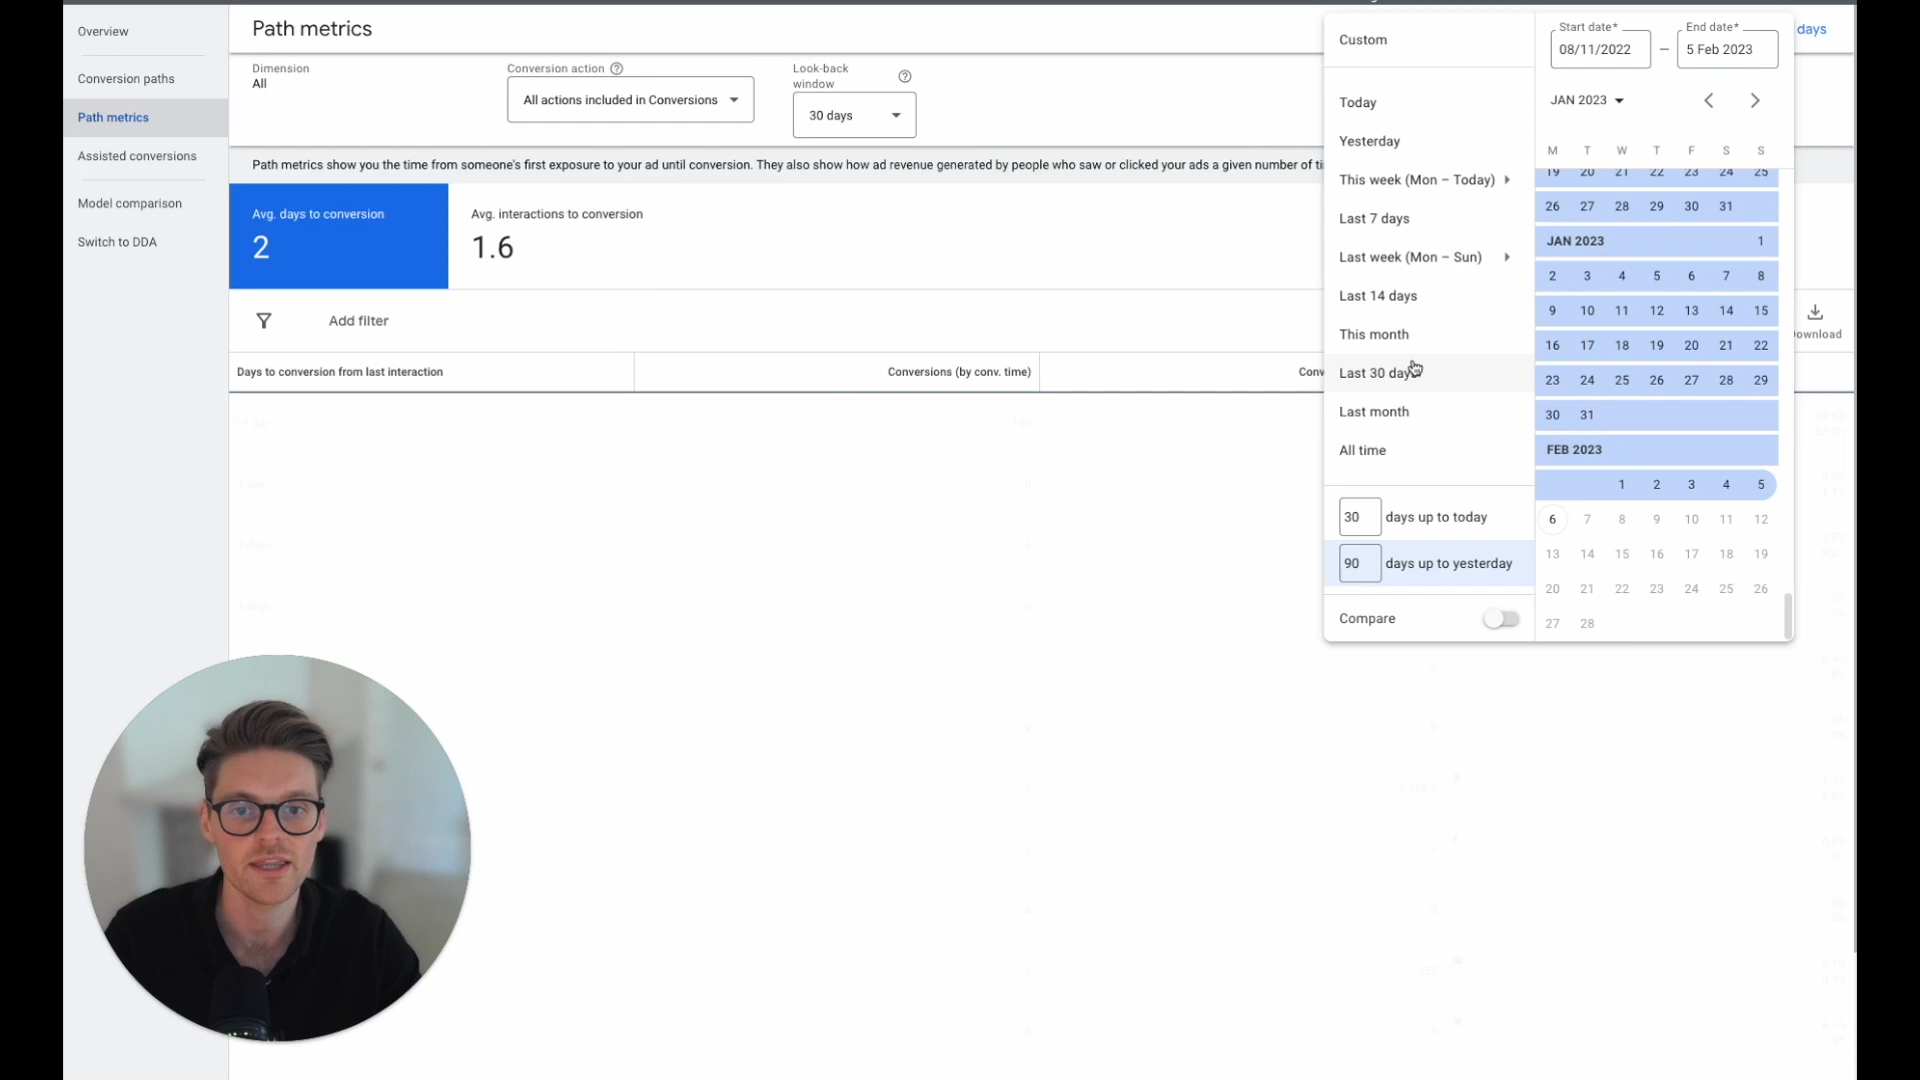 Overview
Conversion paths
Path metrics
Assisted conversions
Model comparison
Switch to DDA
Path metrics
days
Dimension
All
Conversion action
All actions included in Conversions
Look-back
window
30 days
Path metrics show you the time from someone's first exposure to your ad until conversion. They also show how ad revenue generated by people who saw or clicked your ads a given number of ti
Avg. days to conversion
2
Avg. interactions to conversion
1.6
Add filter
ownload
Days to conversion from last interaction
Conversions (by conv. time)
Conv
Custom
Today
Yesterday
This week (Mon – Today)
Last 7 days
Last week (Mon – Sun)
Last 14 days
This month
Last 30 days
Last month
All time
30 days up to today
90 days up to yesterday
Compare
Start date*
08/11/2022
–
End date*
5 Feb 2023
JAN 2023
M T W T F S S
19 20 21 22 23 24 25
26 27 28 29 30 31
JAN 2023 1
2 3 4 5 6 7 8
9 10 11 12 13 14 15
16 17 18 19 20 21 22
23 24 25 26 27 28 29
30 31
FEB 2023
1 2 3 4 5
6 7 8 9 10 11 12
13 14 15 16 17 18 19
20 21 22 23 24 25 26
27 28